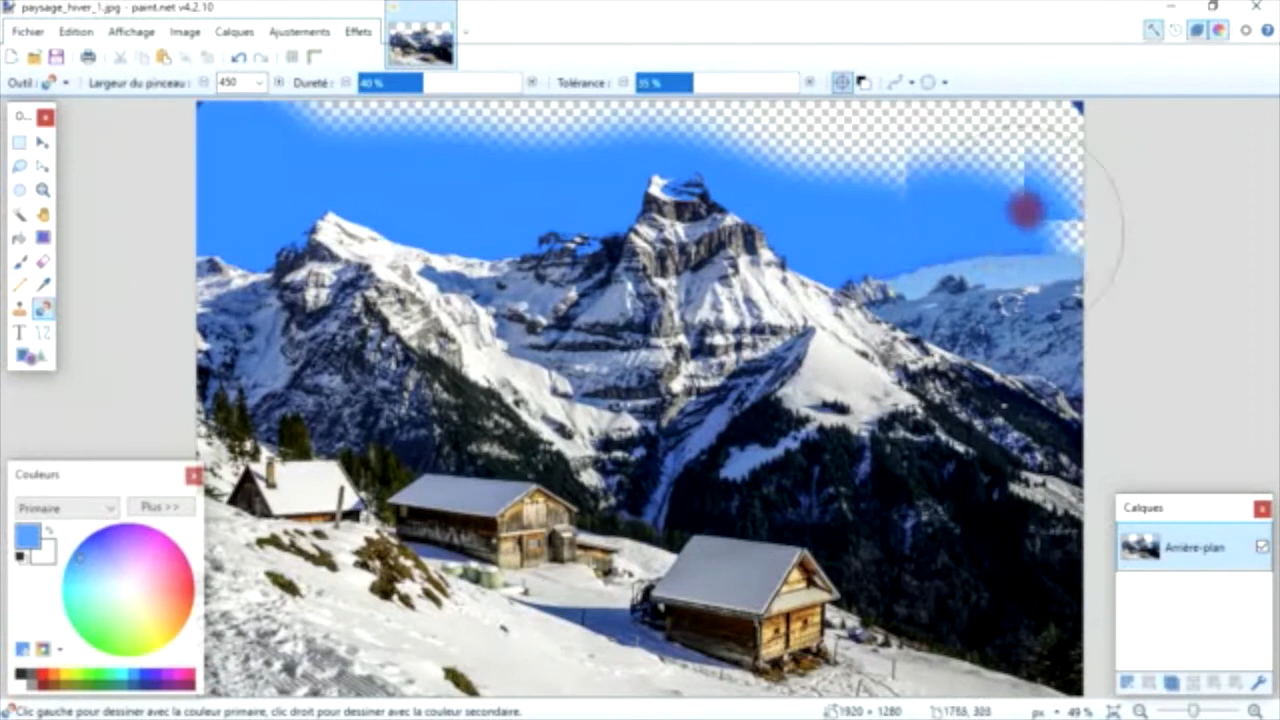 paysage_hiver_1.jpg - paint.net v4.2.10
Fichier Edition Affichage Image Calques Ajustements Effets
Outil : Largeur du pinceau : 450 Dureté : 40 % Tolérance : 35 %
O...
Couleurs
Primaire Plus >>
Calques
Arrière-plan
Clic gauche pour dessiner avec la couleur primaire, clic droit pour dessiner avec la couleur secondaire. 1920 × 1280 px 49 %
T